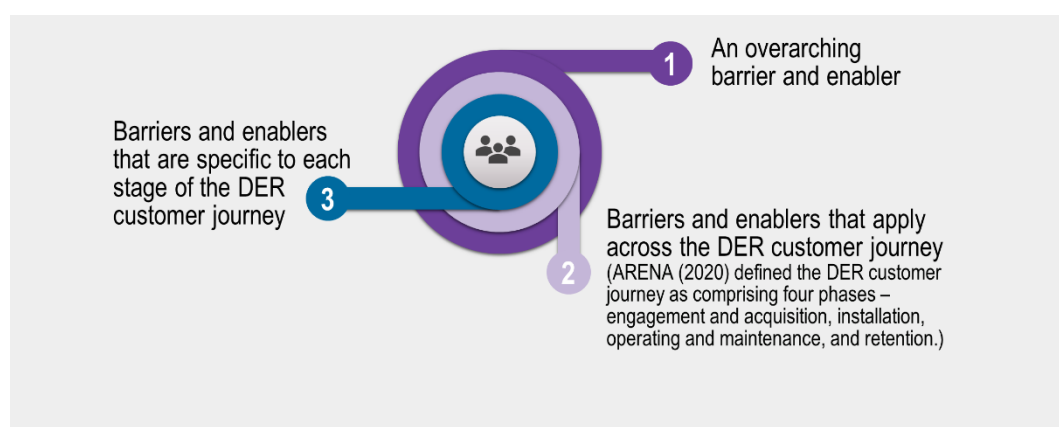 1
An overarching
barrier and enabler
Barriers and enablers
that are specific to each
stage of the DER
customer journey
3
2
Barriers and enablers that apply
across the DER customer journey
(ARENA (2020) defined the DER customer
journey as comprising four phases –
engagement and acquisition, installation,
operating and maintenance, and retention.)